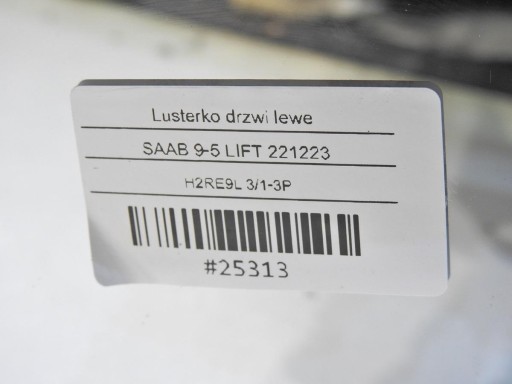 Lusterko drzwi lewe
SAAB 9-5 LIFT 221223
H2RE9L 3/1-3P
#25313